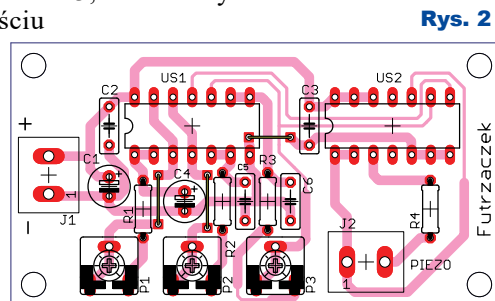 ściu
Rys. 2
C2
US1
C3
US2
+
C1
+
1
-
J1
R1
C4
+
C5
R3
C6
R2
R4
J2
PIEZO
1
P1
P2
P3
Futrzaczek